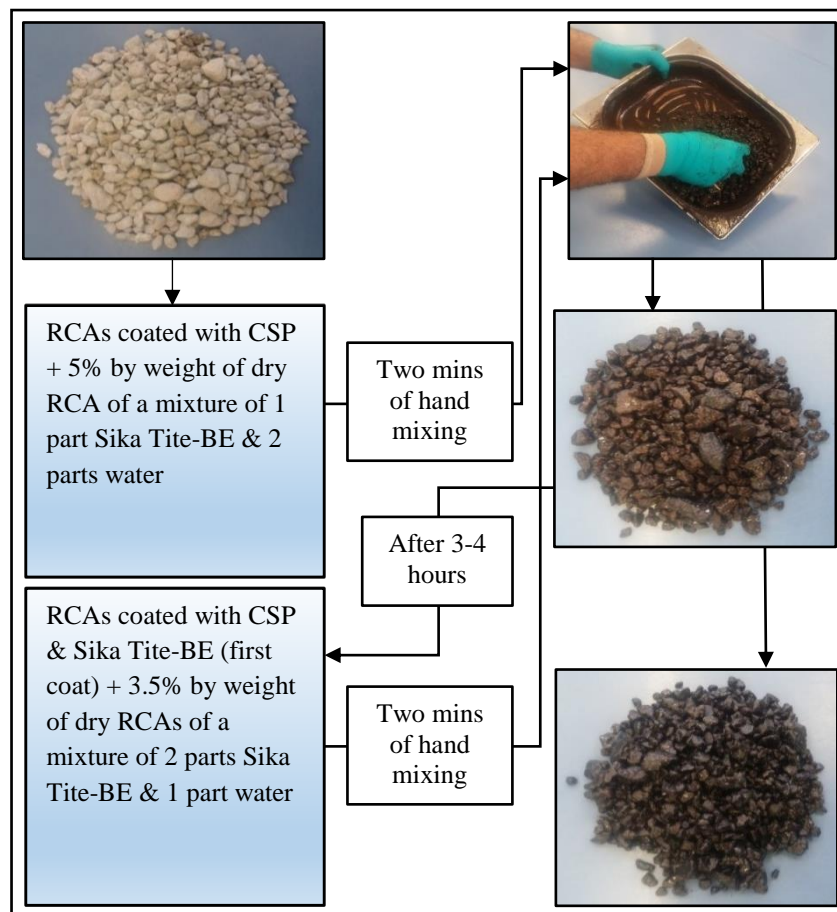 RCAs coated with CSP
+ 5% by weight of dry
RCA of a mixture of 1
part Sika Tite-BE & 2
parts water
Two mins
of hand
mixing
After 3-4
hours
RCAs coated with CSP
& Sika Tite-BE (first
coat) + 3.5% by weight
of dry RCAs of a
mixture of 2 parts Sika
Tite-BE & 1 part water
Two mins
of hand
mixing